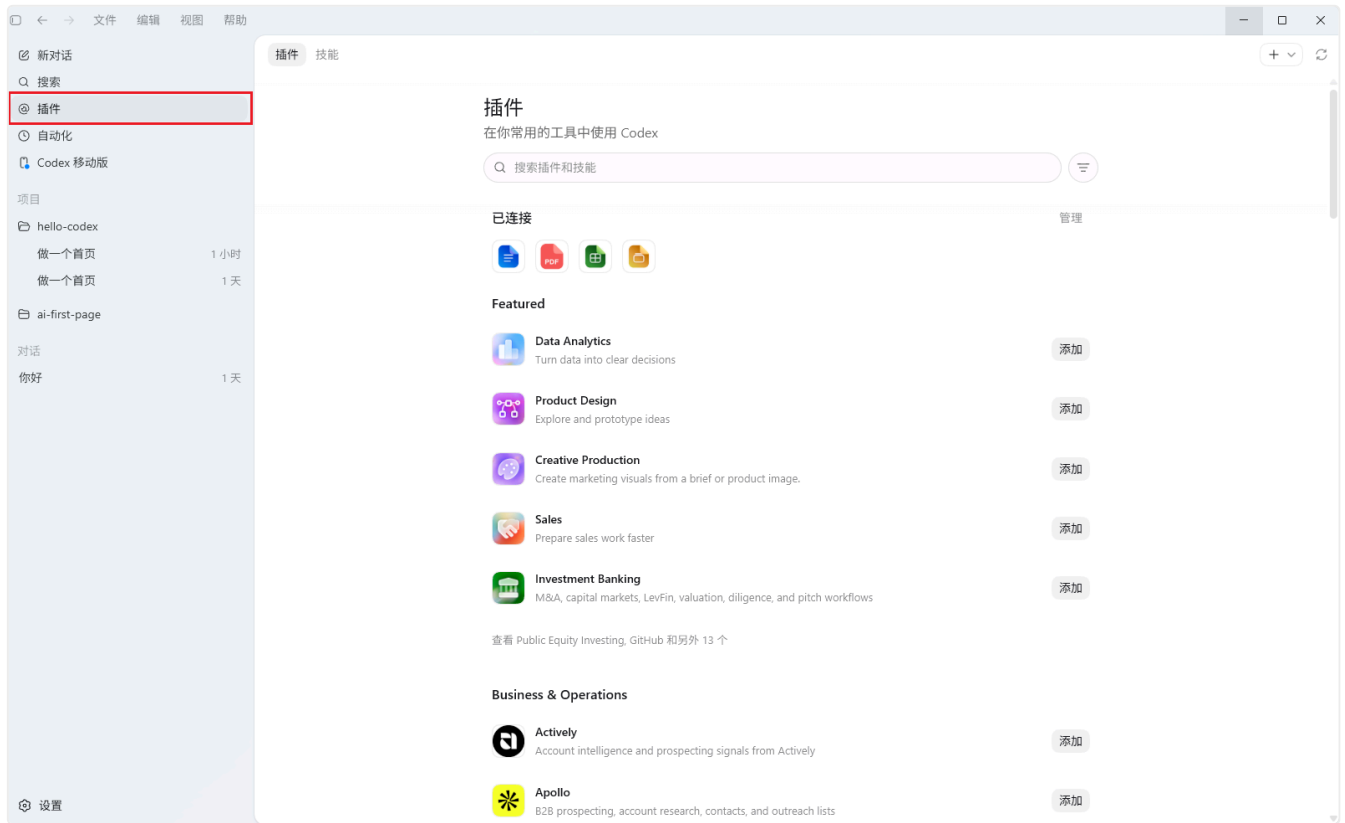 文件 编辑 视图 帮助
新对话
搜索
插件
自动化
Codex 移动版
项目
hello-codex
做一个首页 1 小时
做一个首页 1 天
ai-first-page
对话
你好 1 天
设置
插件 技能
插件
在你常用的工具中使用 Codex
搜索插件和技能
已连接 管理
PDF
Featured
Data Analytics
Turn data into clear decisions
添加
Product Design
Explore and prototype ideas
添加
Creative Production
Create marketing visuals from a brief or product image.
添加
Sales
Prepare sales work faster
添加
Investment Banking
M&A, capital markets, LevFin, valuation, diligence, and pitch workflows
添加
查看 Public Equity Investing, GitHub 和另外 13 个
Business & Operations
Actively
Account intelligence and prospecting signals from Actively
添加
Apollo
B2B prospecting, account research, contacts, and outreach lists
添加